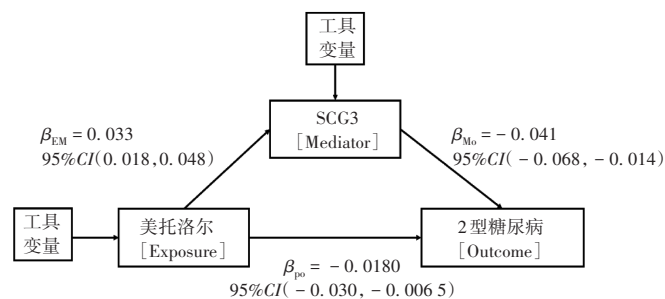 工具
变量
SCG3
[Mediator]
β_EM = 0.033
95%CI(0.018, 0.048)
β_Mo = - 0.041
95%CI( - 0.068, - 0.014)
工具
变量
美托洛尔
[Exposure]
2型糖尿病
[Outcome]
β_po = - 0.0180
95%CI( - 0.030, - 0.006 5)